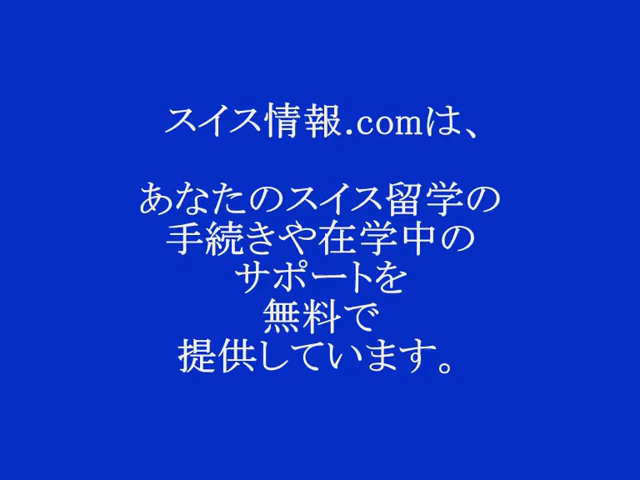 スイス情報.comは、
あなたのスイス留学の
手続きや在学中の
サポートを
無料で
提供しています。